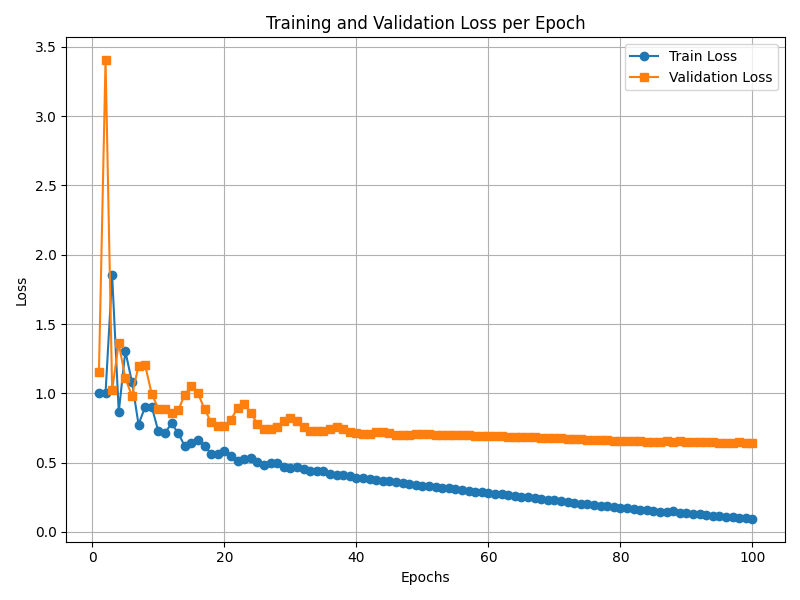 Training and Validation Loss per Epoch
Train Loss
Validation Loss
3.5
3.0
2.5
2.0
1.5
1.0
0.5
0.0
Loss
0 20 40 60 80 100
Epochs